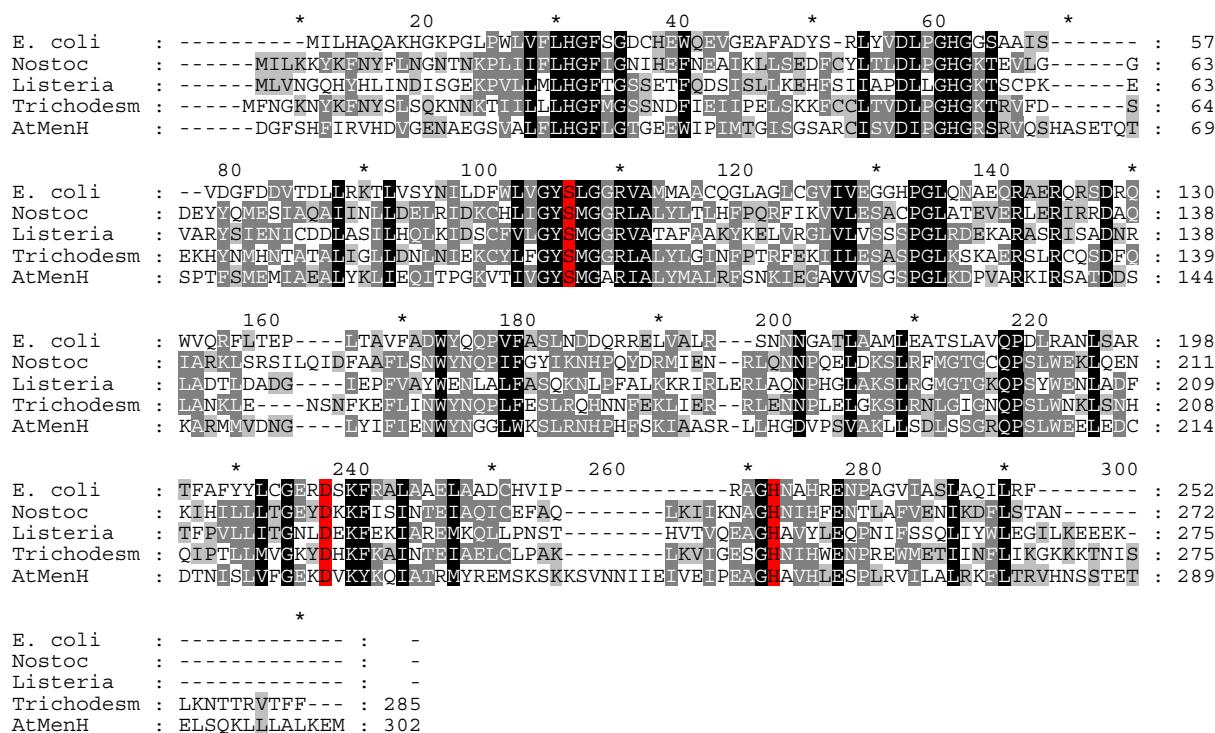 * 20 * 40 * 60 *
E. coli : ----------MILHAQAKHGKPGLPWLVFLHGFSGDCHEWQEVGEAFADYS-RLYVDLPGHGGSAAIS------- : 57
Nostoc : ------MILKKYKFNYFLNGNTNKPLIIFLHGFIGNIHEFNEAIKLLSEDFCYLTLDLPGHGKTEVLG------G : 63
Listeria : ------MLVNGQHYHLINDISGEKPVLLMLHGFTGSSETFQDSISLLKEHFSIIAPDLLGHGKTSCPK------E : 63
Trichodesm : -----MFNGKNYKFNYSLSQKNNKTIILLLHGFMGSSNDFIEIIPELSKKFCCLTVDLPGHGKTRVFD------S : 64
AtMenH : ------DGFSHFIRVHDVGENAEGSVALFLHGFLGTGEEWIPIMTGISGSARCISVDLPGHGRSRVQSHASETQT : 69
80 * 100 * 120 * 140 *
E. coli : --VDGFDDVTDLLRKTLVSYNILDFWLVGYSLGGRVAMMAACQGLAGLCGVIVEGGHPGLQNAEQRAERQRSDRQ : 130
Nostoc : DEYYQMESIAQAIINLLDELRIDKCHLIGYSMGGRLALYLTLHFPQRFIKVVLESACPGLATEVERLERIRRDAQ : 138
Listeria : VARYSIENICDDLASILHQLKIDSCFVLGYSMGGRVATAFAAKYKELVRGLVLVSSSPGLRDEKARASRISADNR : 138
Trichodesm : EKHYNMHNTATALIGLLDNLNIEKCYLFGYSMGGRLALYLGINFPTRFEKIILESASPGLKSKAERSLRCQSDFQ : 139
AtMenH : SPTFSMEMIAEALYKLIEQITPGKVTIVGYSMGARIALYMALRFSNKIEGAVVVSGSPGLKDPVARKIRSATDDS : 144
160 * 180 * 200 * 220
E. coli : WVQRFLTEP----LTAVFADWYQQPVFASLNDDQRRELVALR---SNNNGATLAAMLEATSLAVQPDLRANLSAR : 198
Nostoc : IARKLSRSILQIDFAAFLSNWYNQPIFGYIKNHPQYDRMIEN--RLQNNPQELDKSLRFMGTGCQPSLWEKLQEN : 211
Listeria : LADTLDADG----IEPFVAYWENLALFASQKNLPFALKKRIRLERLAQNPHGLAKSLRGMGTGKQPSYWENLADF : 209
Trichodesm : LANKLE----NSNFKEFLINWYNQPLFESLRQHNNFEKLIER--RLENNPLELGKSLRNLGIGNQPSLWNKLSNH : 208
AtMenH : KARMMVDNG----LYIFIENWYNGGLWKSLRNHPHFSKIAASR-LLHGDVPSVAKLLSDLSSGRQPSLWEELEDC : 214
* 240 * 260 * 280 * 300
E. coli : TFAFYYLCGERDSKFRALAAELAADCHVIP-------------RAGHNAHRENPAGVIASLAQILRF-------- : 252
Nostoc : KIHILLLTGEYDKKFISINTEIAQICEFAQ--------LKIIKNAGHNIHFENTLAFVENIKDFLSTAN------ : 272
Listeria : TFPVLLITGNLDEKFEKIAREMKQLLPNST--------HVTVQEAGHAVYLEQPNIFSSQLIYWLEGILKEEEK- : 275
Trichodesm : QIPTLLMVGKYDHKFKAINTEIAELCLPAK--------LKVIGESGHNIHWENPREWMETIINFLIKGKKKTNIS : 275
AtMenH : DTNISLVFGEKDVKYKQIATRMYREMSKSKKSVNNIIEIVEIPEAGHAVHLESPLRVILALRKFLTRVHNSSTET : 289
*
E. coli : ------------- : -
Nostoc : ------------- : -
Listeria : ------------- : -
Trichodesm : LKNTTRVTFF--- : 285
AtMenH : ELSQKLLLALKEM : 302